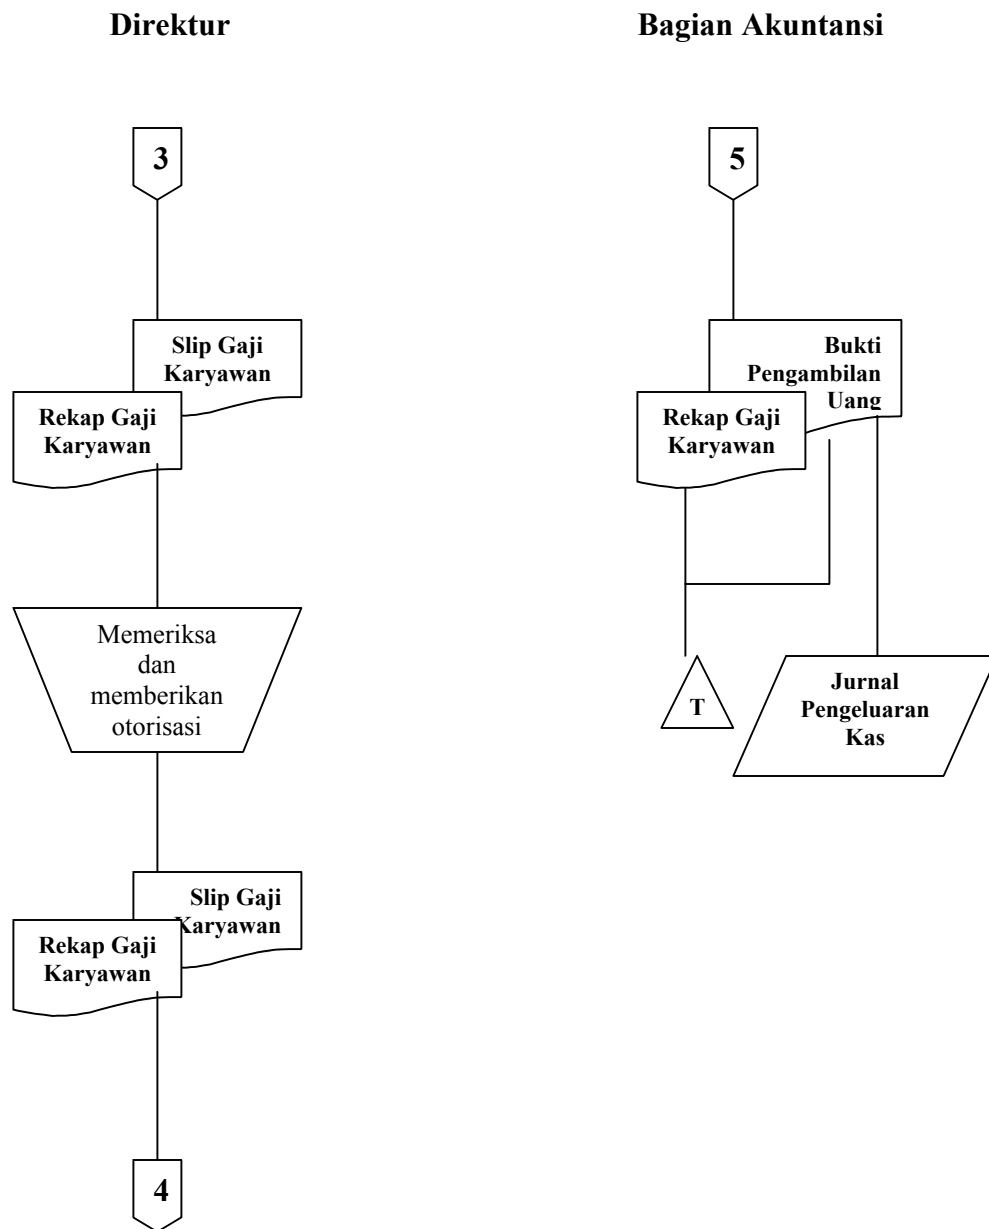 Direktur
Bagian Akuntansi
3
5
Slip Gaji
Karyawan
Rekap Gaji
Karyawan
Bukti
Pengambilan
Uang
Rekap Gaji
Karyawan
Memeriksa
dan
memberikan
otorisasi
T
Jurnal
Pengeluaran
Kas
Slip Gaji
Karyawan
Rekap Gaji
Karyawan
4